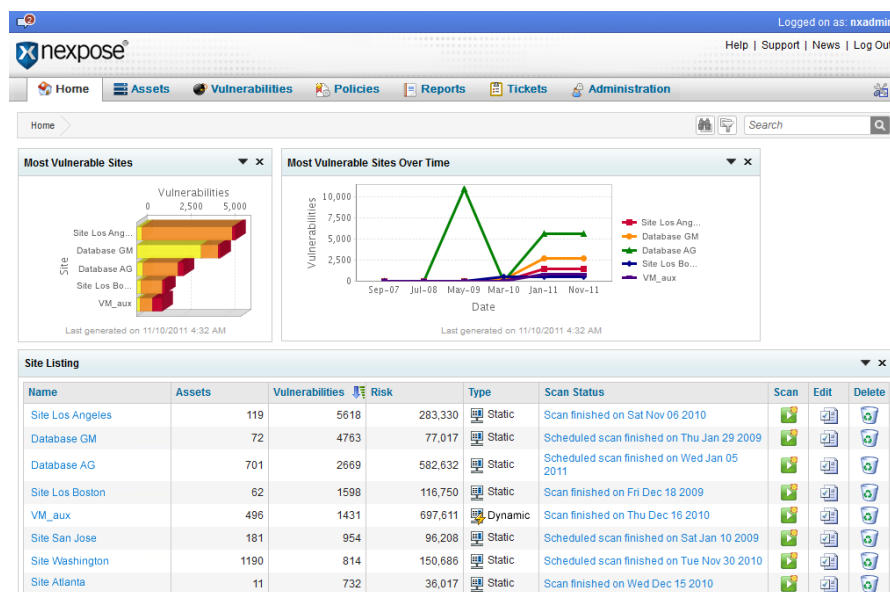 2
Logged on as: nxadmin
nexpose®
Help | Support | News | Log Out
Home Assets Vulnerabilities Policies Reports Tickets Administration
Home
Search
Most Vulnerable Sites
Most Vulnerable Sites Over Time
Vulnerabilities
0 2,500 5,000
Site
Site Los Ang...
Database GM
Database AG
Site Los Bo...
VM_aux
Last generated on 11/10/2011 4:32 AM
Vulnerabilities
10,000
7,500
5,000
2,500
0
Sep-07 Jul-08 May-09 Mar-10 Jan-11 Nov-11
Date
Site Los Ang...
Database GM
Database AG
Site Los Bo...
VM_aux
Last generated on 11/10/2011 4:32 AM
Site Listing
Name Assets Vulnerabilities Risk Type Scan Status Scan Edit Delete
Site Los Angeles 119 5618 283,330 Static Scan finished on Sat Nov 06 2010
Database GM 72 4763 77,017 Static Scheduled scan finished on Thu Jan 29 2009
Database AG 701 2669 582,632 Static Scheduled scan finished on Wed Jan 05
2011
Site Los Boston 62 1598 116,750 Static Scan finished on Fri Dec 18 2009
VM_aux 496 1431 697,611 Dynamic Scan finished on Thu Dec 16 2010
Site San Jose 181 954 96,208 Static Scheduled scan finished on Sat Jan 10 2009
Site Washington 1190 814 150,686 Static Scheduled scan finished on Tue Nov 30 2010
Site Atlanta 11 732 36,017 Static Scan finished on Wed Dec 15 2010